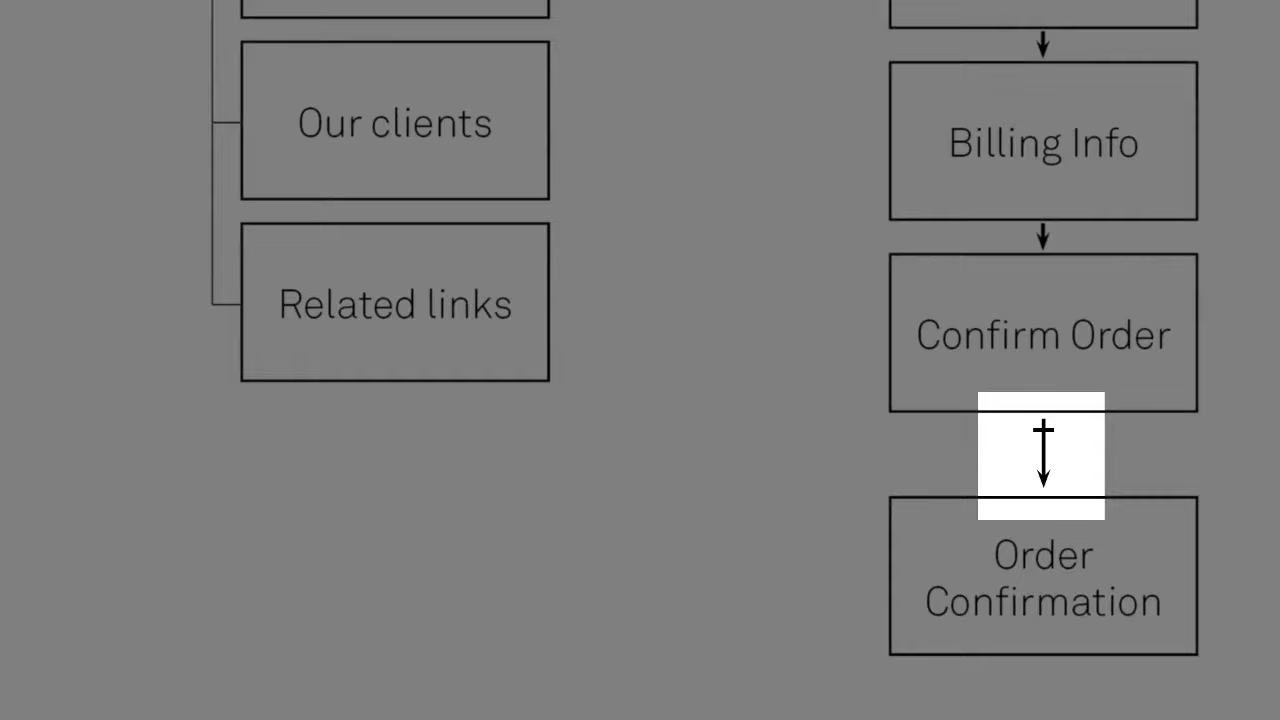 Our clients
Related links
Billing Info
Confirm Order
Order
Confirmation